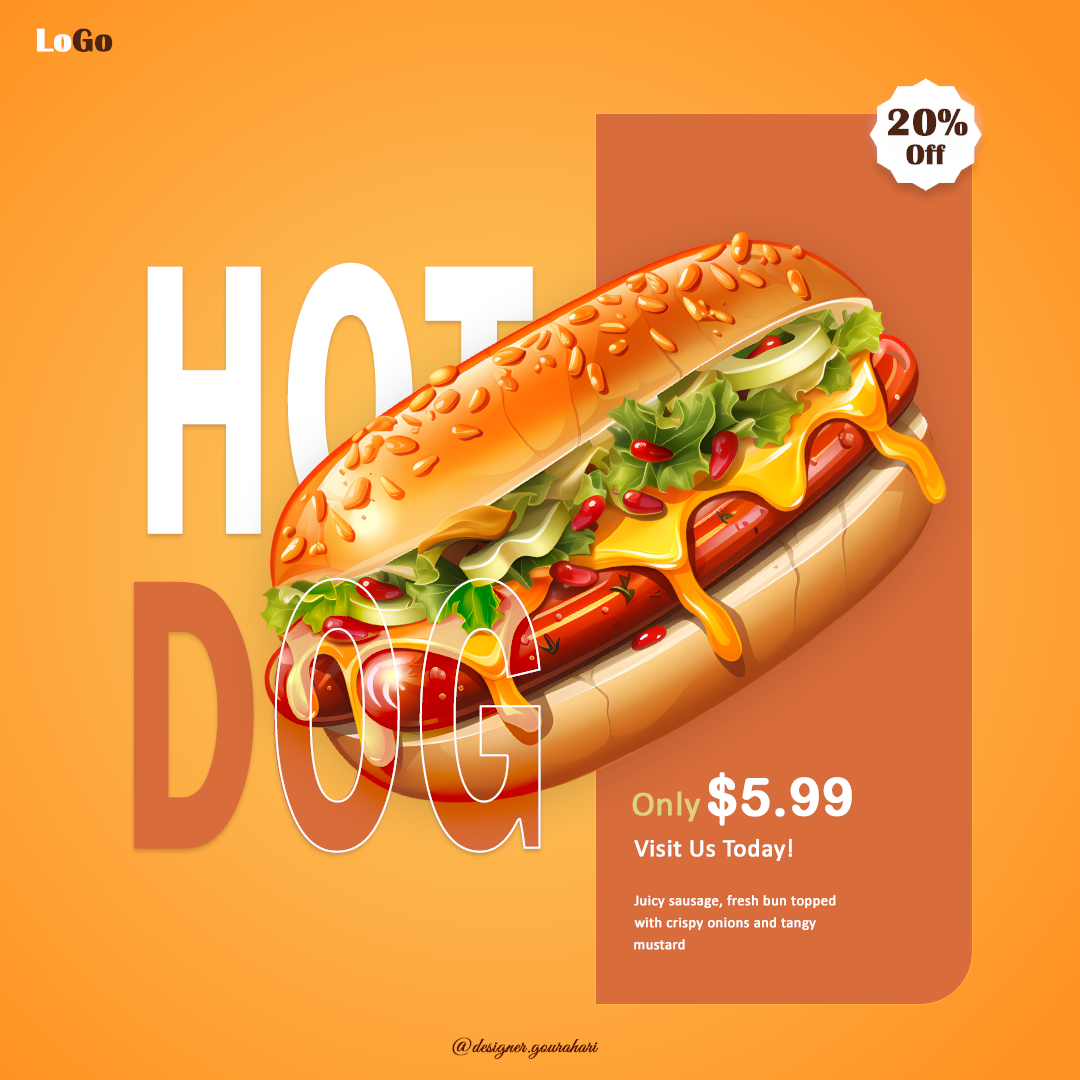 LoGo
20%
Off
HOT
DOG
Only $5.99
Visit Us Today!
Juicy sausage, fresh bun topped
with crispy onions and tangy
mustard
@designer.gourahari